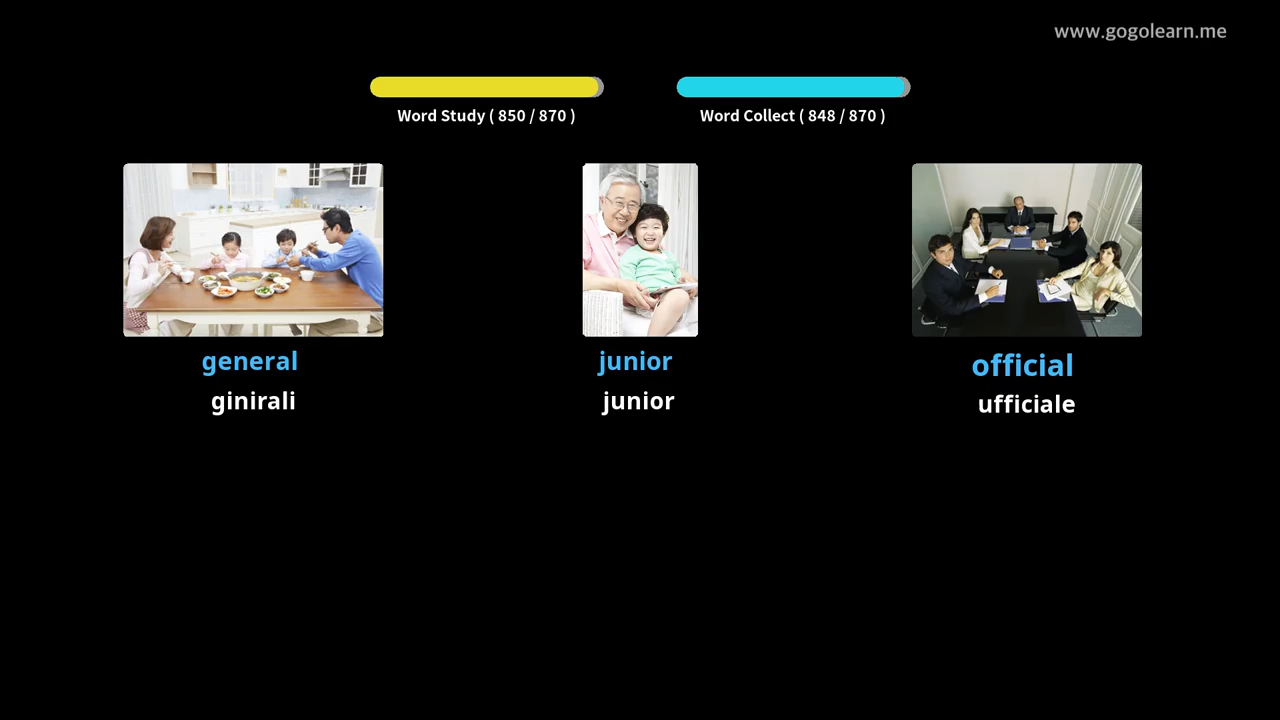 www.gogolearn.me
Word Study ( 850 / 870 )
Word Collect ( 848 / 870 )
general
ginirali
junior
junior
official
ufficiale